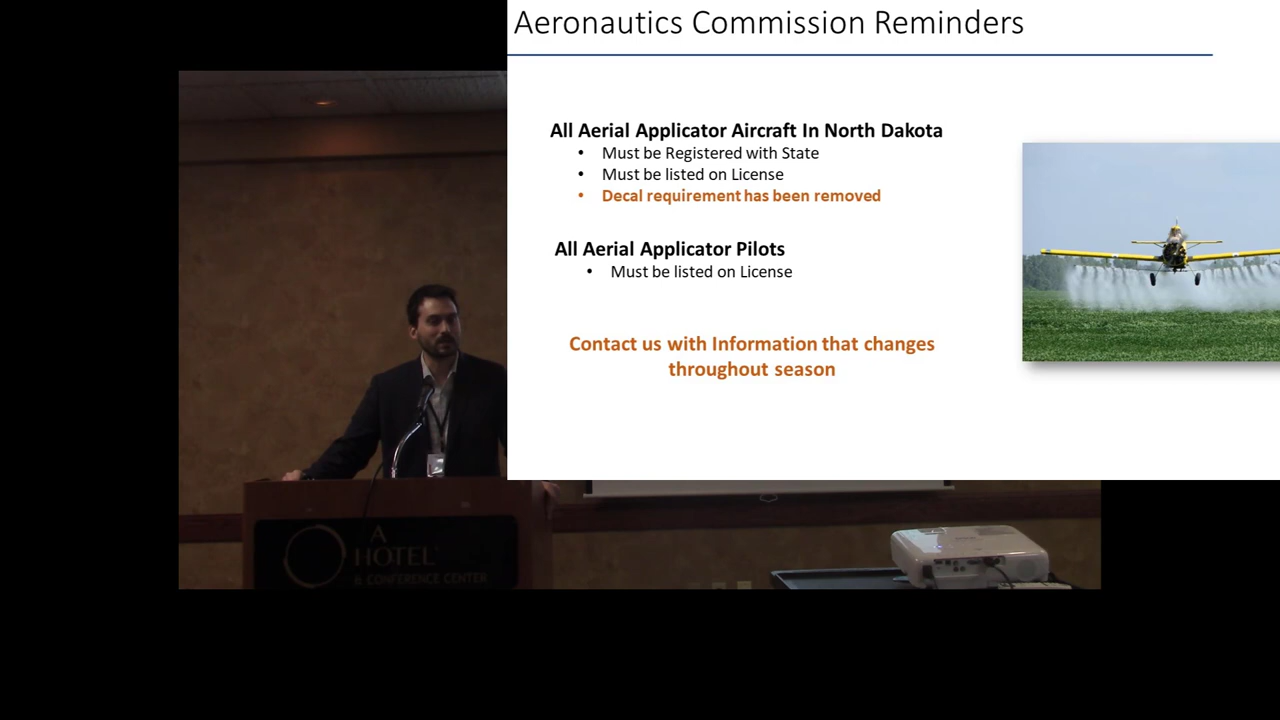 Aeronautics Commission Reminders
All Aerial Applicator Aircraft In North Dakota
• Must be Registered with State
• Must be listed on License
• Decal requirement has been removed
All Aerial Applicator Pilots
• Must be listed on License
Contact us with Information that changes
throughout season
A
HOTEL
& CONFERENCE CENTER